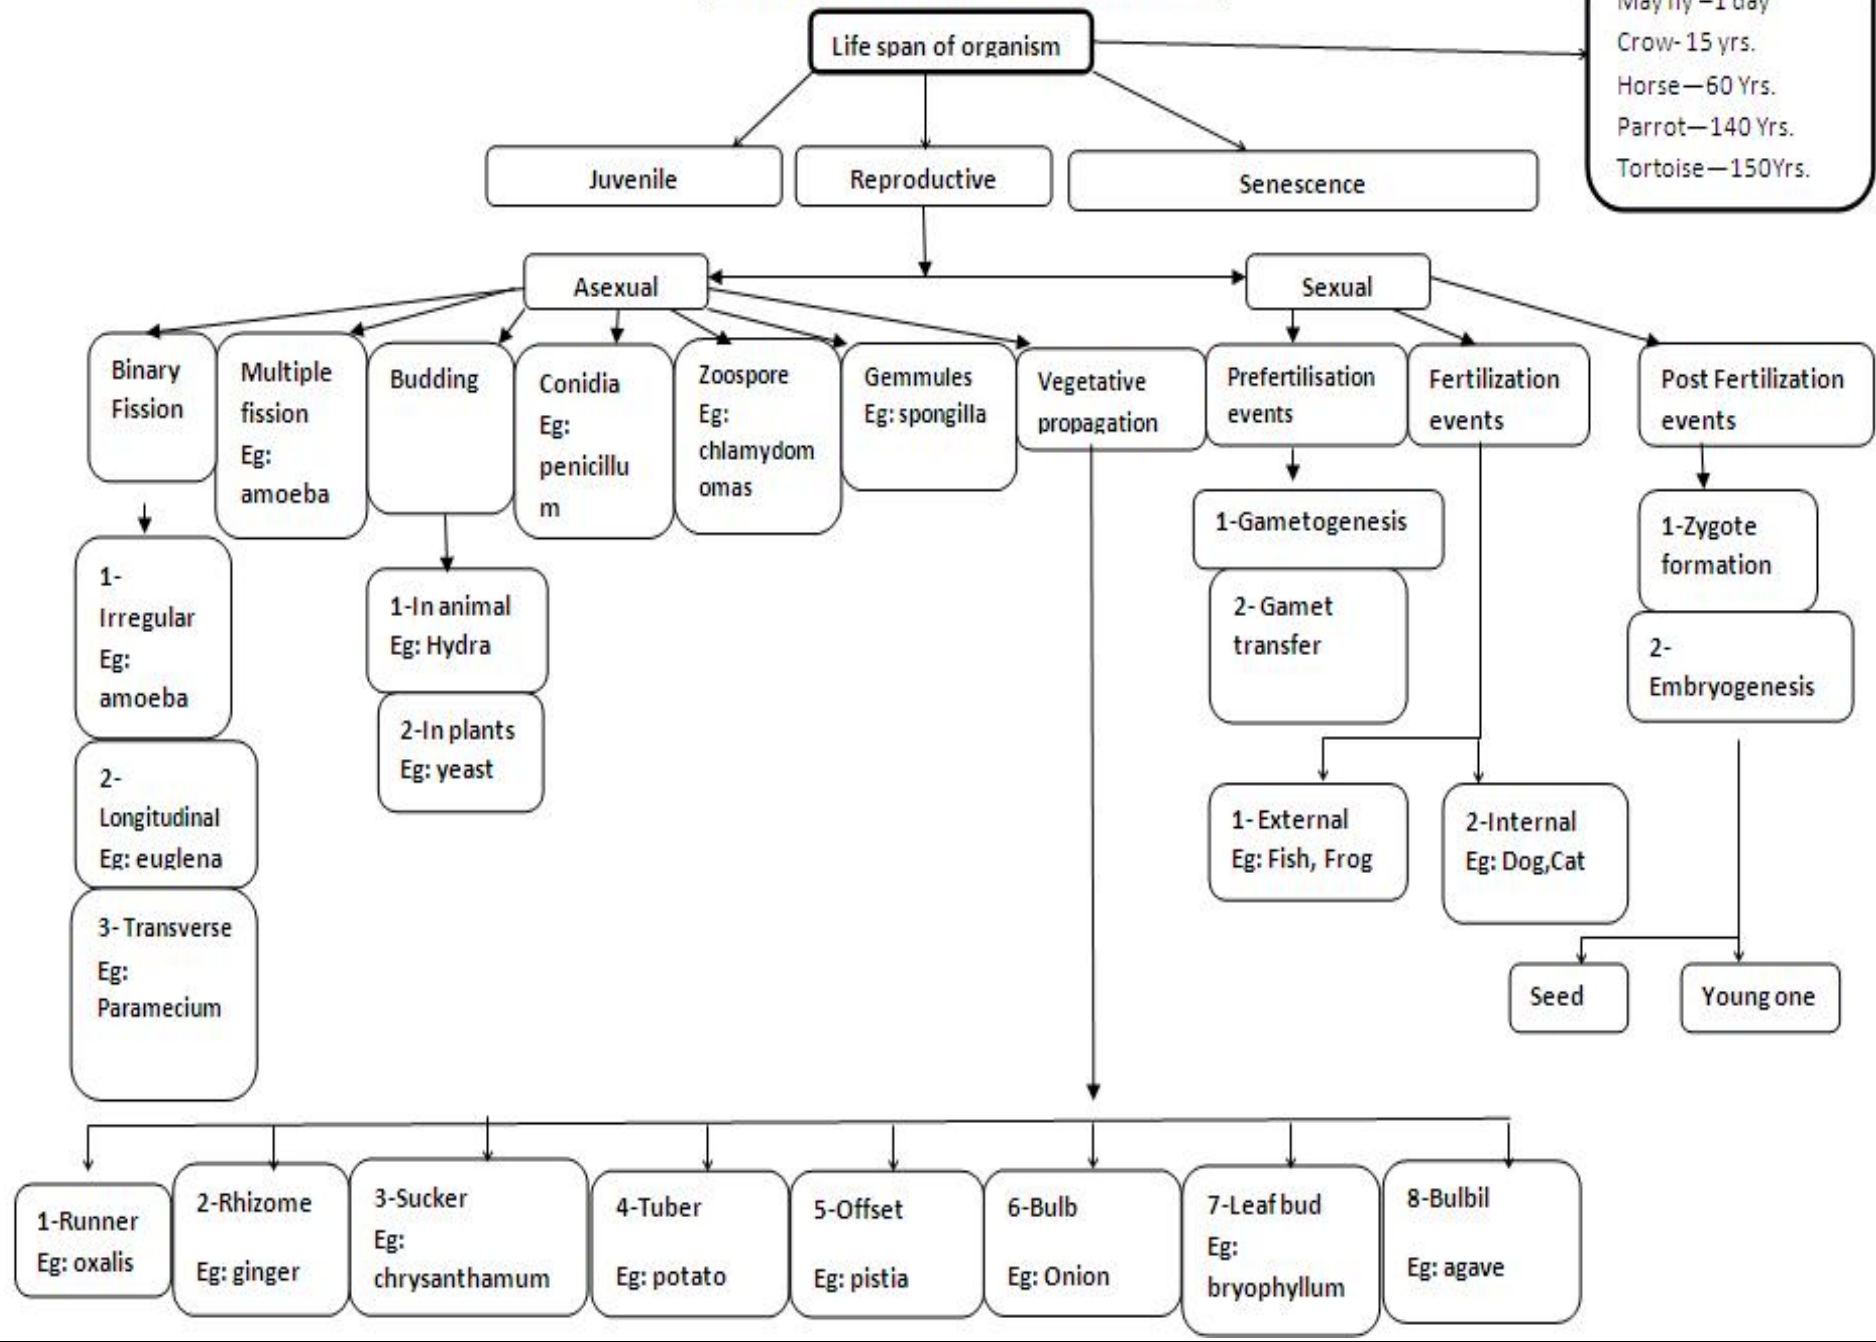 May fly –1 day
Life span of organism
Crow- 15 yrs.
Horse—60 Yrs.
Parrot—140 Yrs.
Tortoise—150Yrs.
Juvenile
Reproductive
Senescence
Asexual
Sexual
Binary
Fission
Multiple
fission
Eg:
amoeba
Budding
Conidia
Eg:
penicillu
m
Zoospore
Eg:
chlamydom
omas
Gemmules
Eg: spongilla
Vegetative
propagation
Prefertilisation
events
Fertilization
events
Post Fertilization
events
1-
Irregular
Eg:
amoeba
2-
Longitudinal
Eg: euglena
3- Transverse
Eg:
Paramecium
1-In animal
Eg: Hydra
2-In plants
Eg: yeast
1-Gametogenesis
2- Gamet
transfer
1- External
Eg: Fish, Frog
2-Internal
Eg: Dog,Cat
1-Zygote
formation
2-
Embryogenesis
Seed
Young one
1-Runner
Eg: oxalis
2-Rhizome
Eg: ginger
3-Sucker
Eg:
chrysanthamum
4-Tuber
Eg: potato
5-Offset
Eg: pistia
6-Bulb
Eg: Onion
7-Leaf bud
Eg:
bryophyllum
8-Bulbil
Eg: agave